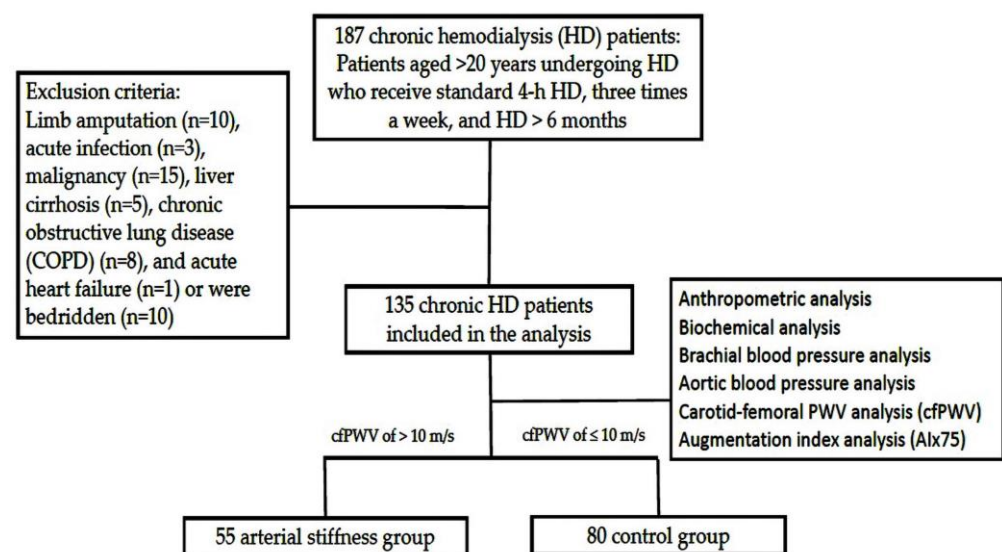 187 chronic hemodialysis (HD) patients:
Patients aged >20 years undergoing HD
who receive standard 4-h HD, three times
a week, and HD > 6 months
Exclusion criteria:
Limb amputation (n=10),
acute infection (n=3),
malignancy (n=15), liver
cirrhosis (n=5), chronic
obstructive lung disease
(COPD) (n=8), and acute
heart failure (n=1) or were
bedridden (n=10)
135 chronic HD patients
included in the analysis
Anthropometric analysis
Biochemical analysis
Brachial blood pressure analysis
Aortic blood pressure analysis
Carotid-femoral PWV analysis (cfPWV)
Augmentation index analysis (AIx75)
cfPWV of > 10 m/s
cfPWV of ≤ 10 m/s
55 arterial stiffness group
80 control group